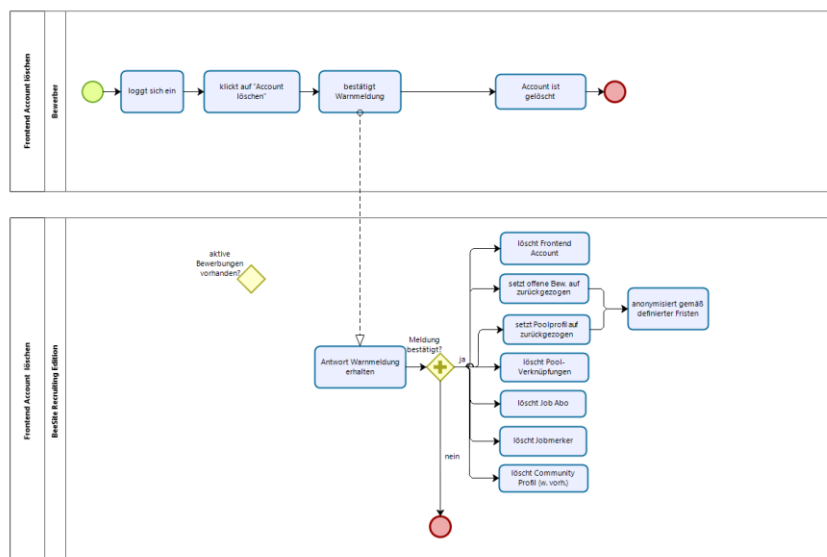 Frontend Account löschen
Bewerber
loggt sich ein
klickt auf "Account
löschen"
bestätigt
Warnmeldung
Account ist
gelöscht
Frontend Account löschen
BeeSite Recruiting Edition
aktive
Bewerbungen
vorhanden?
Antwort Warnmeldung
erhalten
Meldung
bestätigt?
ja
nein
löscht Frontend
Account
setzt offene Bew. auf
zurückgezogen
setzt Poolprofil auf
zurückgezogen
anonymisiert gemäß
definierter Fristen
löscht Pool-
Verknüpfungen
löscht Job Abo
löscht Jobmerker
löscht Community
Profil (w. vorh.)